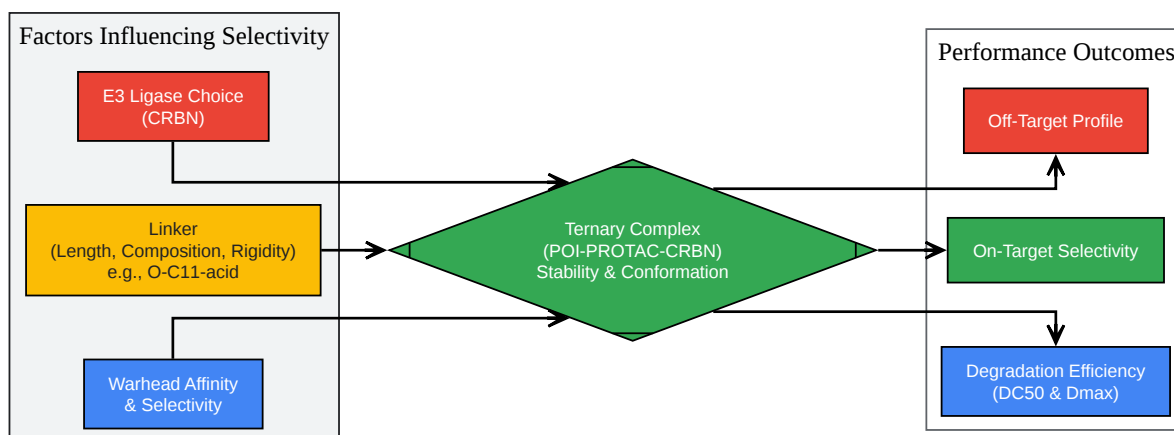 Factors Influencing Selectivity
E3 Ligase Choice
(CRBN)
Linker
(Length, Composition, Rigidity)
e.g., O-C11-acid
Warhead Affinity
& Selectivity
Ternary Complex
(POI-PROTAC-CRBN)
Stability & Conformation
Performance Outcomes
Off-Target Profile
On-Target Selectivity
Degradation Efficiency
(DC50 & Dmax)